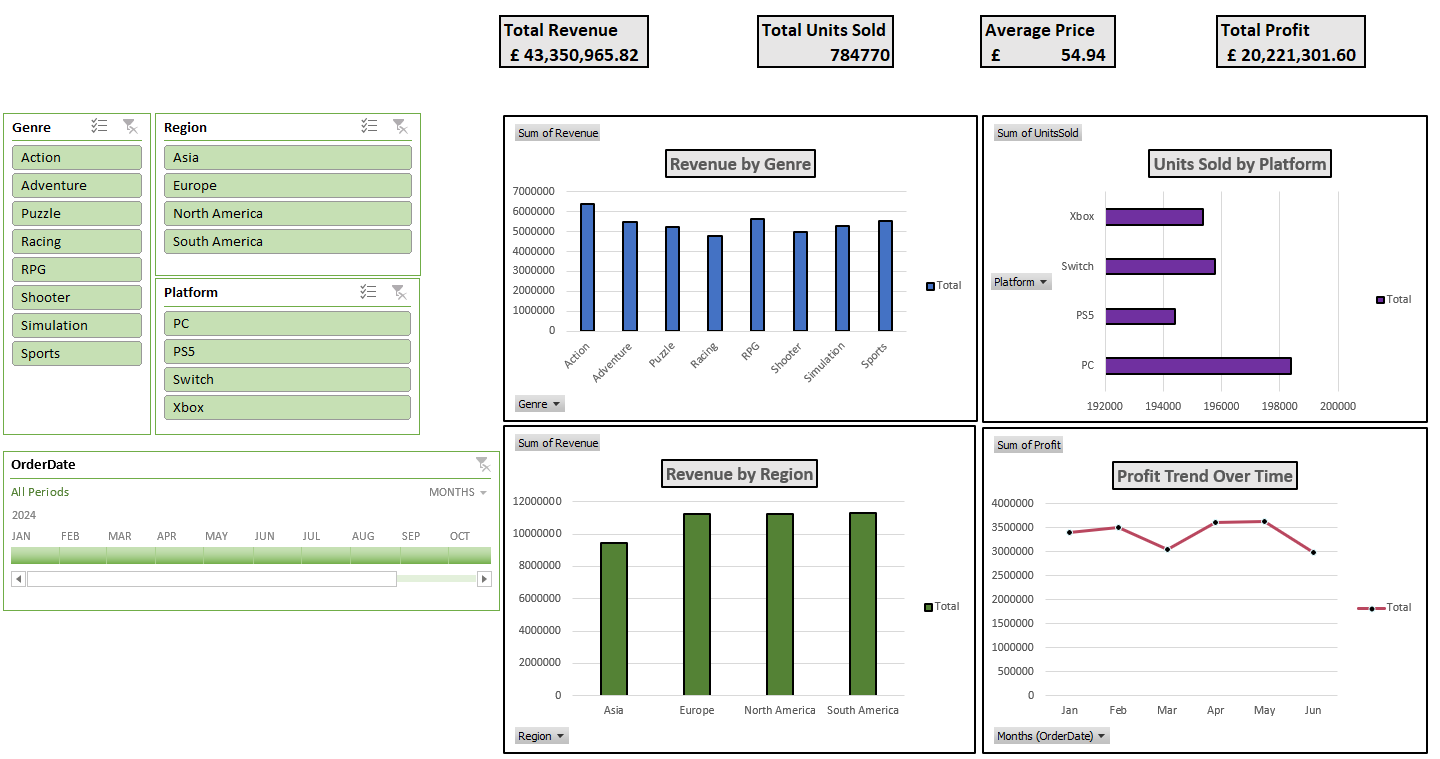 Total Revenue
£ 43,350,965.82
Total Units Sold
784770
Average Price
£ 54.94
Total Profit
£ 20,221,301.60
Genre
Action
Adventure
Puzzle
Racing
RPG
Shooter
Simulation
Sports
Region
Asia
Europe
North America
South America
Platform
PC
PS5
Switch
Xbox
OrderDate
All Periods
MONTHS
2024
JAN FEB MAR APR MAY JUN JUL AUG SEP OCT
Sum of Revenue
Revenue by Genre
7000000
6000000
5000000
4000000
3000000
2000000
1000000
0
Action Adventure Puzzle Racing RPG Shooter Simulation Sports
Total
Genre
Sum of UnitsSold
Units Sold by Platform
Xbox
Switch
PS5
PC
192000 194000 196000 198000 200000
Platform
Total
Sum of Revenue
Revenue by Region
12000000
10000000
8000000
6000000
4000000
2000000
0
Asia Europe North America South America
Total
Region
Sum of Profit
Profit Trend Over Time
4000000
3500000
3000000
2500000
2000000
1500000
1000000
500000
0
Jan Feb Mar Apr May Jun
Total
Months (OrderDate)